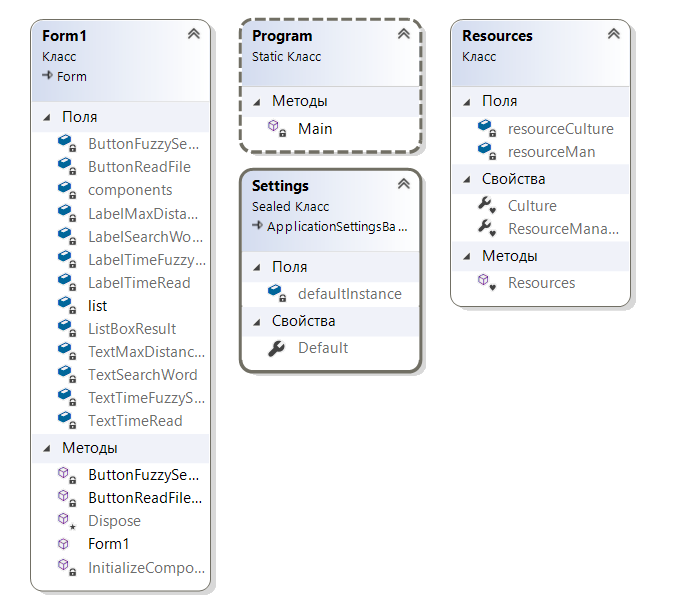 Form1
Класс
Form
Поля
ButtonFuzzySe...
ButtonReadFile
components
LabelMaxDista...
LabelSearchWo...
LabelTimeFuzzy...
LabelTimeRead
list
ListBoxResult
TextMaxDistanc...
TextSearchWord
TextTimeFuzzyS...
TextTimeRead
Методы
ButtonFuzzySe...
ButtonReadFile...
Dispose
Form1
InitializeCompo...
Program
Static Класс
Методы
Main
Settings
Sealed Класс
ApplicationSettingsBa...
Поля
defaultInstance
Свойства
Default
Resources
Класс
Поля
resourceCulture
resourceMan
Свойства
Culture
ResourceMana...
Методы
Resources